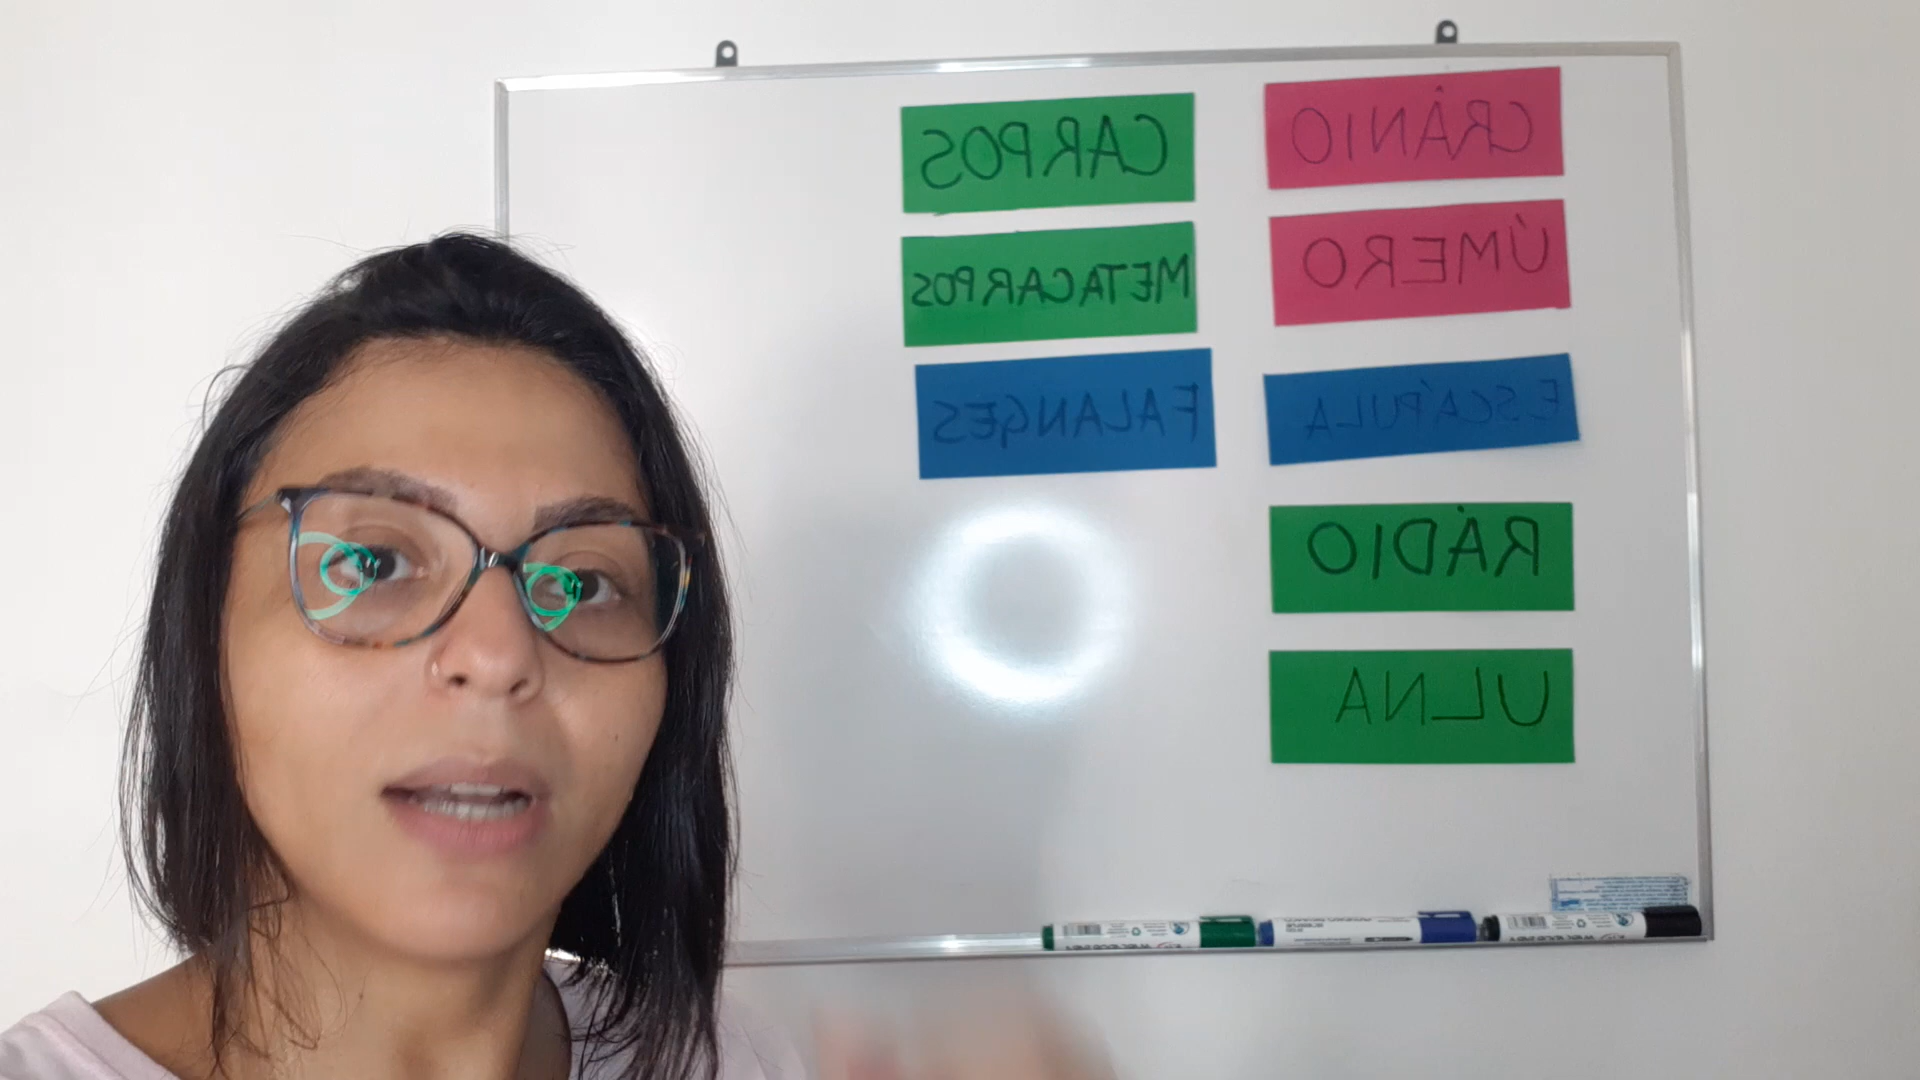 CRÂNIO
ÚMERO
ESCÁPULA
RÁDIO
ULNA
CARPOS
METACARPOS
FALANGES